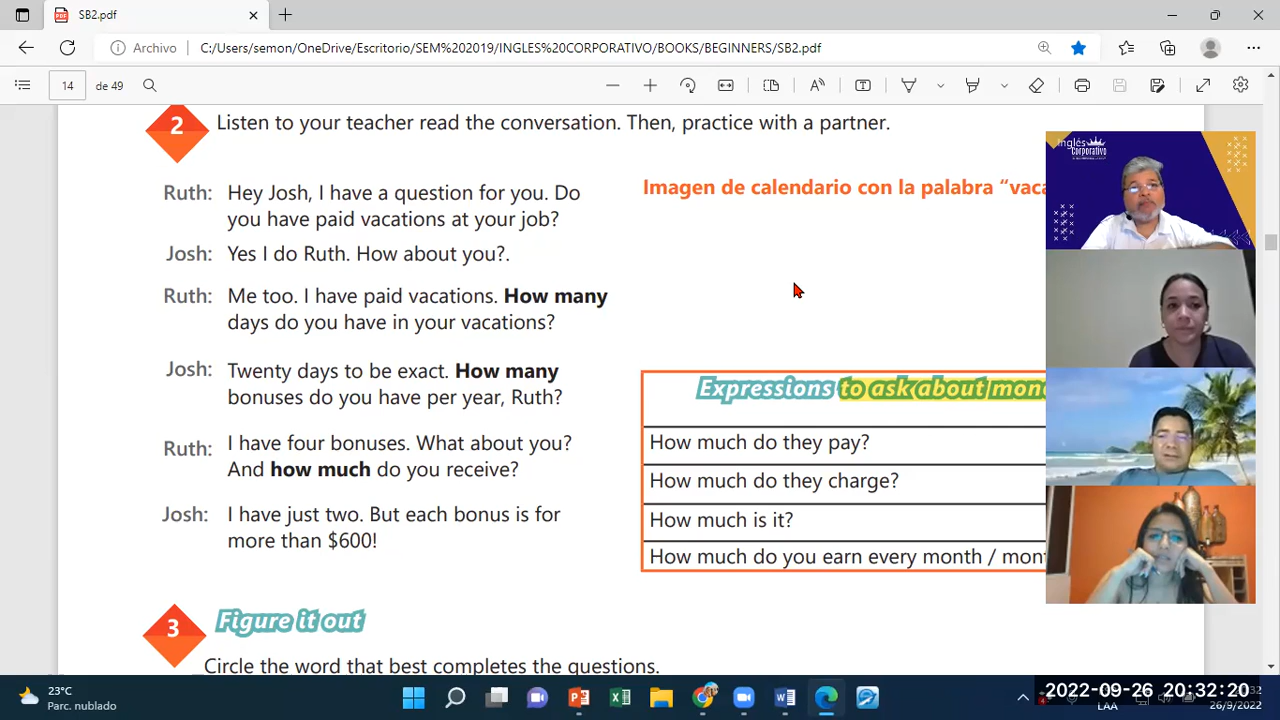 SB2.pdf
Archivo
C:/Users/semon/OneDrive/Escritorio/SEM%202019/INGLES%20CORPORATIVO/BOOKS/BEGINNERS/SB2.pdf
14 de 49
2 Listen to your teacher read the conversation. Then, practice with a partner.
Ruth: Hey Josh, I have a question for you. Do
you have paid vacations at your job?
Josh: Yes I do Ruth. How about you?.
Ruth: Me too. I have paid vacations. How many
days do you have in your vacations?
Josh: Twenty days to be exact. How many
bonuses do you have per year, Ruth?
Ruth: I have four bonuses. What about you?
And how much do you receive?
Josh: I have just two. But each bonus is for
more than $600!
Imagen de calendario con la palabra “vaca
Expressions to ask about mon
How much do they pay?
How much do they charge?
How much is it?
How much do you earn every month / mon
3 Figure it out
Circle the word that best completes the questions.
Inglés
Corporativo
23°C
Parc. nublado
2022-09-26 20:32:20
LAA
26/9/2022